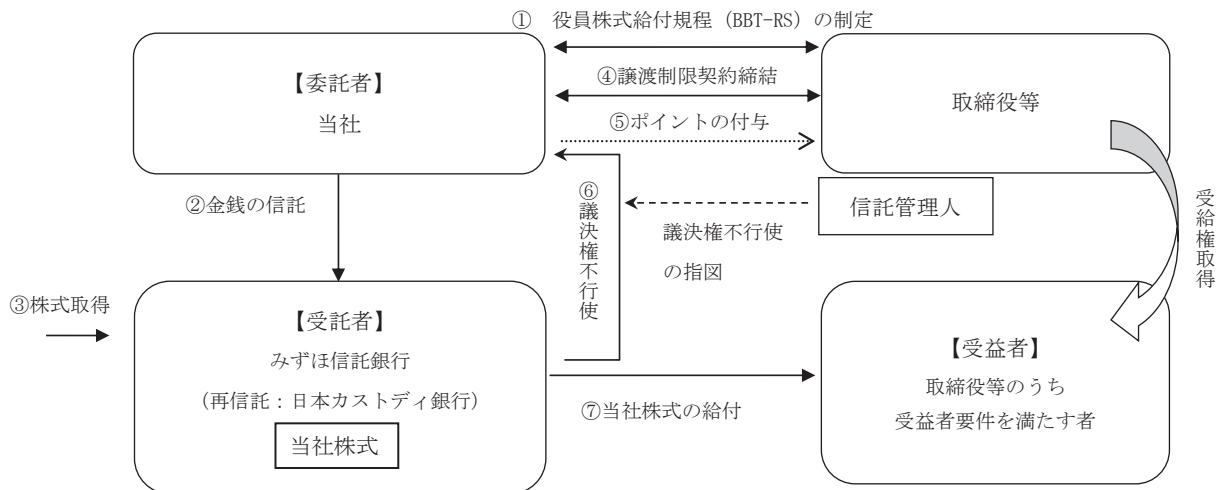 ① 役員株式給付規程（BBT-RS）の制定
【委託者】
当社
④譲渡制限契約締結
⑤ポイントの付与
取締役等
②金銭の信託
⑥議決権不行使
議決権不行使
の指図
信託管理人
受給権取得
③株式取得
【受託者】
みずほ信託銀行
（再信託：日本カストディ銀行）
当社株式
⑦当社株式の給付
【受益者】
取締役等のうち
受益者要件を満たす者